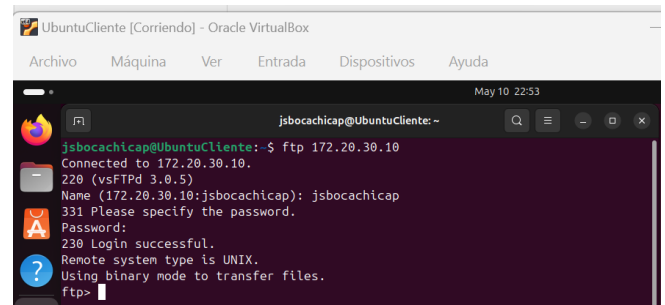 UbuntuCliente [Corriendo] - Oracle VirtualBox
Archivo Máquina Ver Entrada Dispositivos Ayuda
May 10 22:53
jsbocachicap@UbuntuCliente: ~
jsbocachicap@UbuntuCliente:~$ ftp 172.20.30.10
Connected to 172.20.30.10.
220 (vsFTPd 3.0.5)
Name (172.20.30.10:jsbocachicap): jsbocachicap
331 Please specify the password.
Password:
230 Login successful.
Remote system type is UNIX.
Using binary mode to transfer files.
ftp>